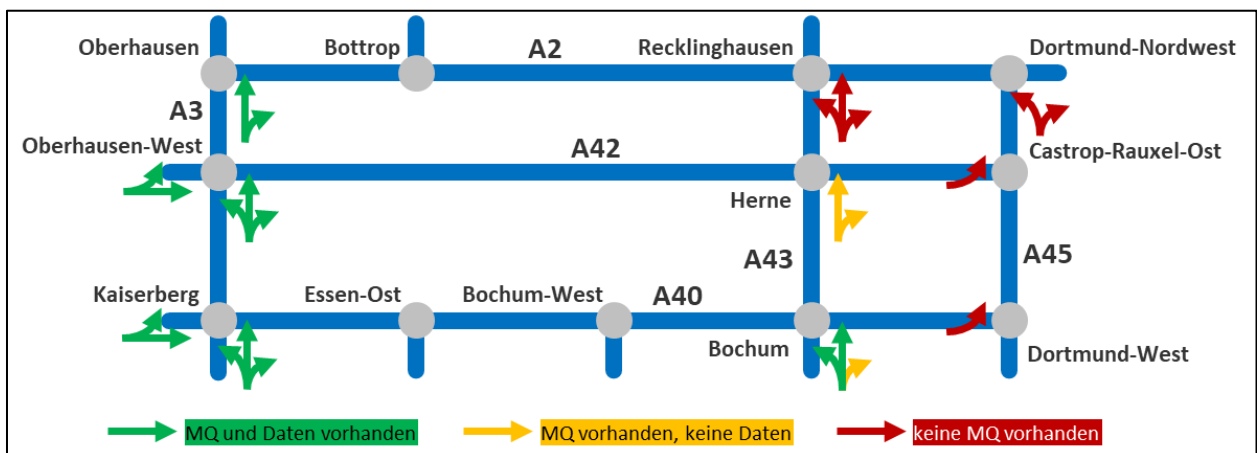 Oberhausen
Bottrop
A2
Recklinghausen
Dortmund-Nordwest
A3
Oberhausen-West
A42
Castrop-Rauxel-Ost
Herne
A43
A45
Kaiserberg
Essen-Ost
Bochum-West
A40
Bochum
Dortmund-West
MQ und Daten vorhanden
MQ vorhanden, keine Daten
keine MQ vorhanden